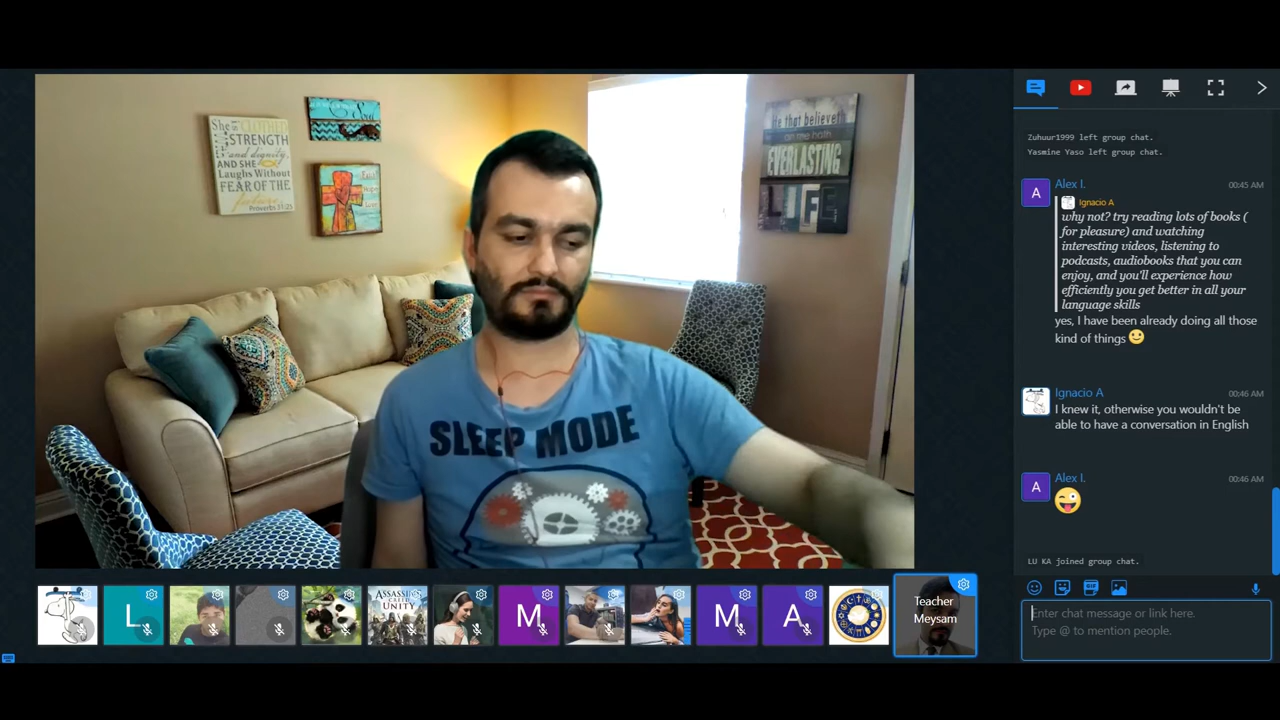 She is CLOTHED
in STRENGTH
and dignity,
AND SHE
Laughs Without
FEAR OF THE
future
Proverbs 31:25
Soul
Faith
Hope
Love
He that believeth
on me hath
EVERLASTING
LIFE
SLEEP MODE
Zuhuur1999 left group chat.
Yasmine Yaso left group chat.
A
Alex I.
00:45 AM
Ignacio A
why not? try reading lots of books (
for pleasure) and watching
interesting videos, listening to
podcasts, audiobooks that you can
enjoy, and you'll experience how
efficiently you get better in all your
language skills
yes, I have been already doing all those
kind of things
Ignacio A
00:46 AM
I knew it, otherwise you wouldn't be
able to have a conversation in English
A
Alex I.
00:46 AM
LU KA joined group chat.
Enter chat message or link here.
Type @ to mention people.
L
ASSASSIN'S
CREED
UNITY
M
M
A
Teacher
Meysam